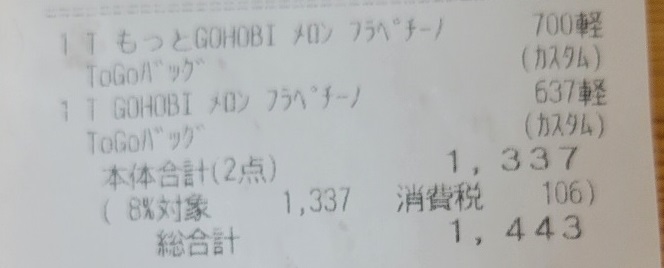 1 T もっとGOHOBI メロン フラペチーノ 700軽
ToGoバッグ (カスタム)
1 T GOHOBI メロン フラペチーノ 637軽
ToGoバッグ (カスタム)
本体合計(2点) 1,337
( 8%対象 1,337 消費税 106)
総合計 1,443